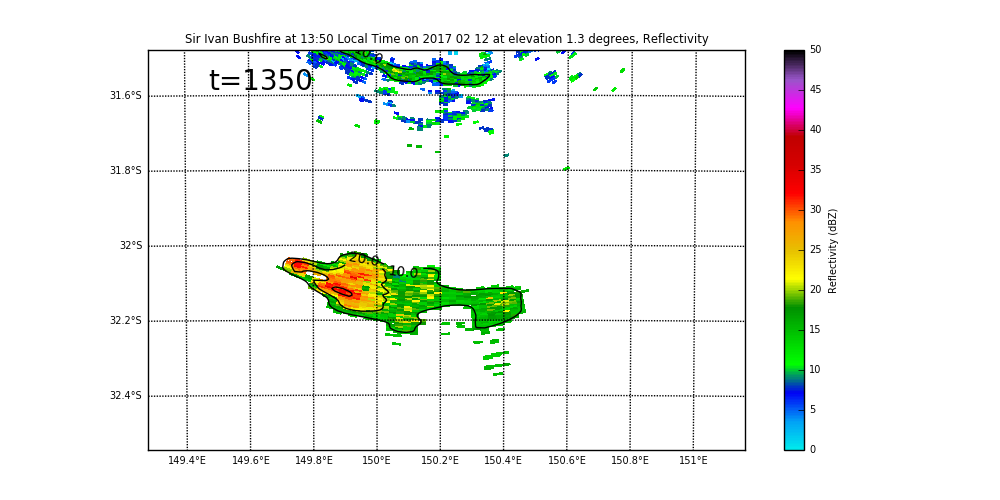 Sir Ivan Bushfire at 13:50 Local Time on 2017 02 12 at elevation 1.3 degrees, Reflectivity
t=1350
31.6°S
31.8°S
32°S
32.2°S
32.4°S
149.4°E 149.6°E 149.8°E 150°E 150.2°E 150.4°E 150.6°E 150.8°E 151°E
20.0
10.0
50
45
40
35
30
25
20
15
10
5
0
Reflectivity (dBZ)